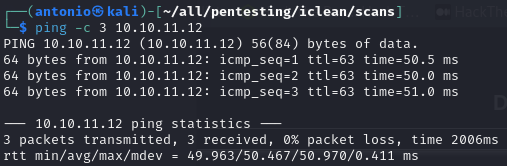 ┌──(antonio㉿kali)-[~/all/pentesting/iclean/scans]
└─$ ping -c 3 10.10.11.12
PING 10.10.11.12 (10.10.11.12) 56(84) bytes of data.
64 bytes from 10.10.11.12: icmp_seq=1 ttl=63 time=50.5 ms
64 bytes from 10.10.11.12: icmp_seq=2 ttl=63 time=50.0 ms
64 bytes from 10.10.11.12: icmp_seq=3 ttl=63 time=51.0 ms

--- 10.10.11.12 ping statistics ---
3 packets transmitted, 3 received, 0% packet loss, time 2006ms
rtt min/avg/max/mdev = 49.963/50.467/50.970/0.411 ms